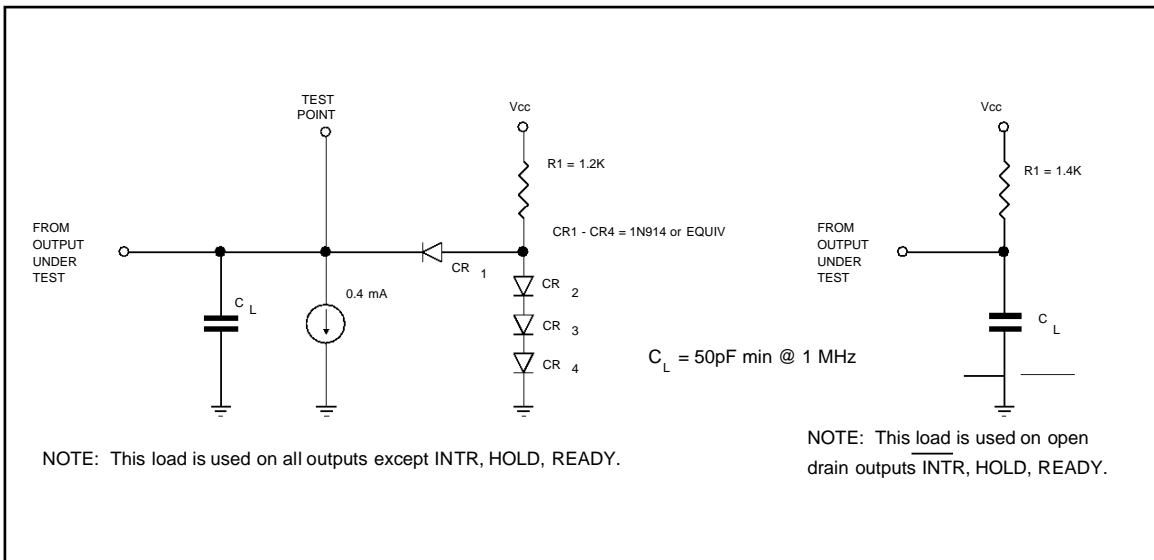 TEST
POINT
Vcc
R1 = 1.2K
FROM
OUTPUT
UNDER
TEST
CR1 - CR4 = 1N914 or EQUIV
CR 1
C L
0.4 mA
CR 2
CR 3
CR 4
C L = 50pF min @ 1 MHz
NOTE: This load is used on all outputs except INTR, HOLD, READY.
Vcc
R1 = 1.4K
FROM
OUTPUT
UNDER
TEST
C L
NOTE: This load is used on open
drain outputs INTR, HOLD, READY.